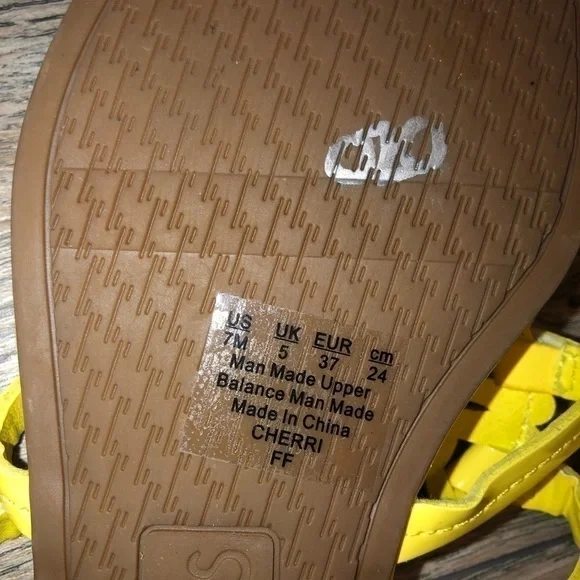 US UK EUR cm
7M 5 37 24
Man Made Upper
Balance Man Made
Made In China
CHERRI
FF
S